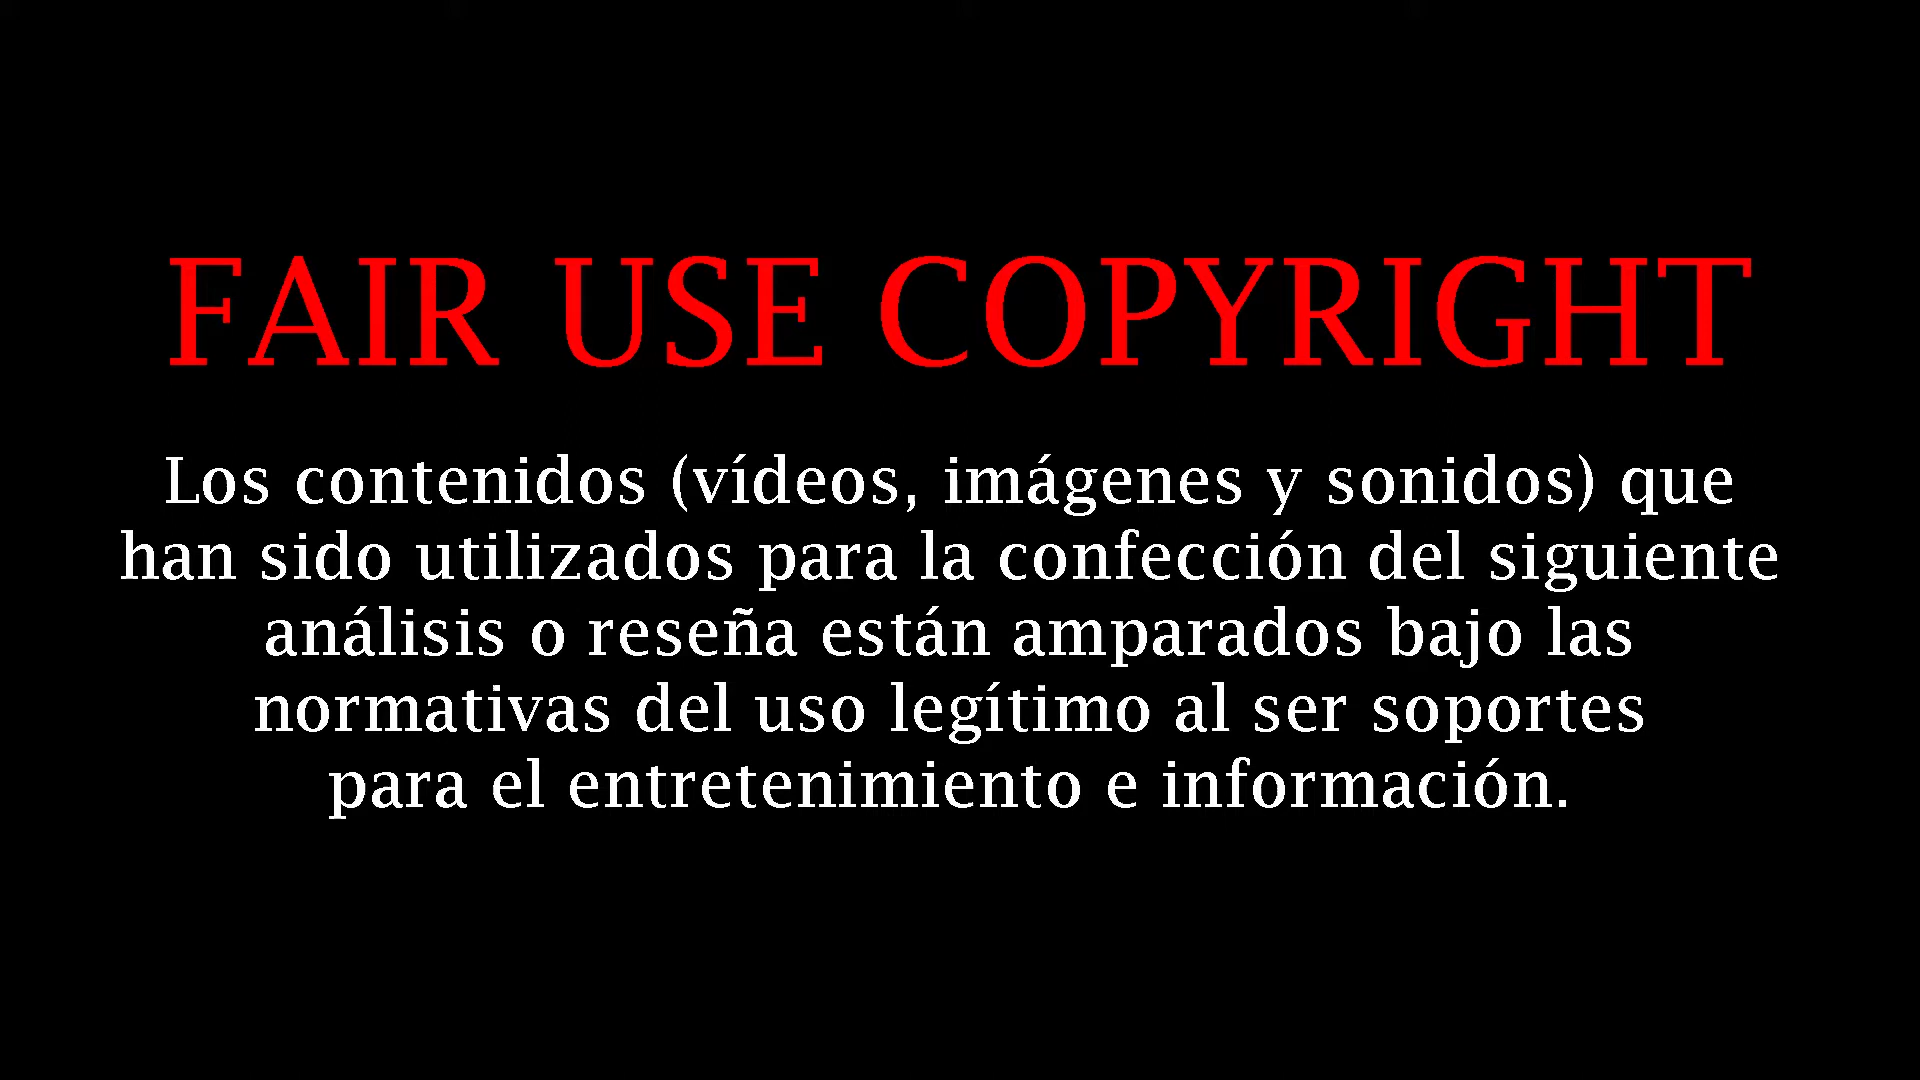 FAIR USE COPYRIGHT
Los contenidos (vídeos, imágenes y sonidos) que
han sido utilizados para la confección del siguiente
análisis o reseña están amparados bajo las
normativas del uso legítimo al ser soportes
para el entretenimiento e información.